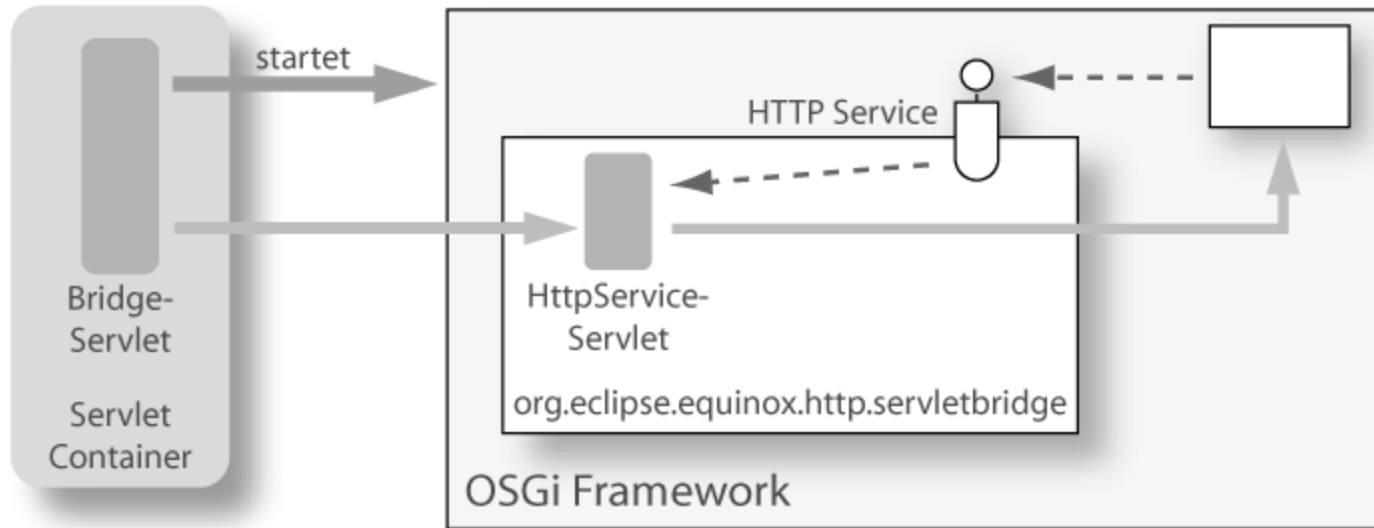 startet
HTTP Service
Bridge-
Servlet
HttpService-
Servlet
Servlet
Container
org.eclipse.equinox.http.servletbridge
OSGi Framework